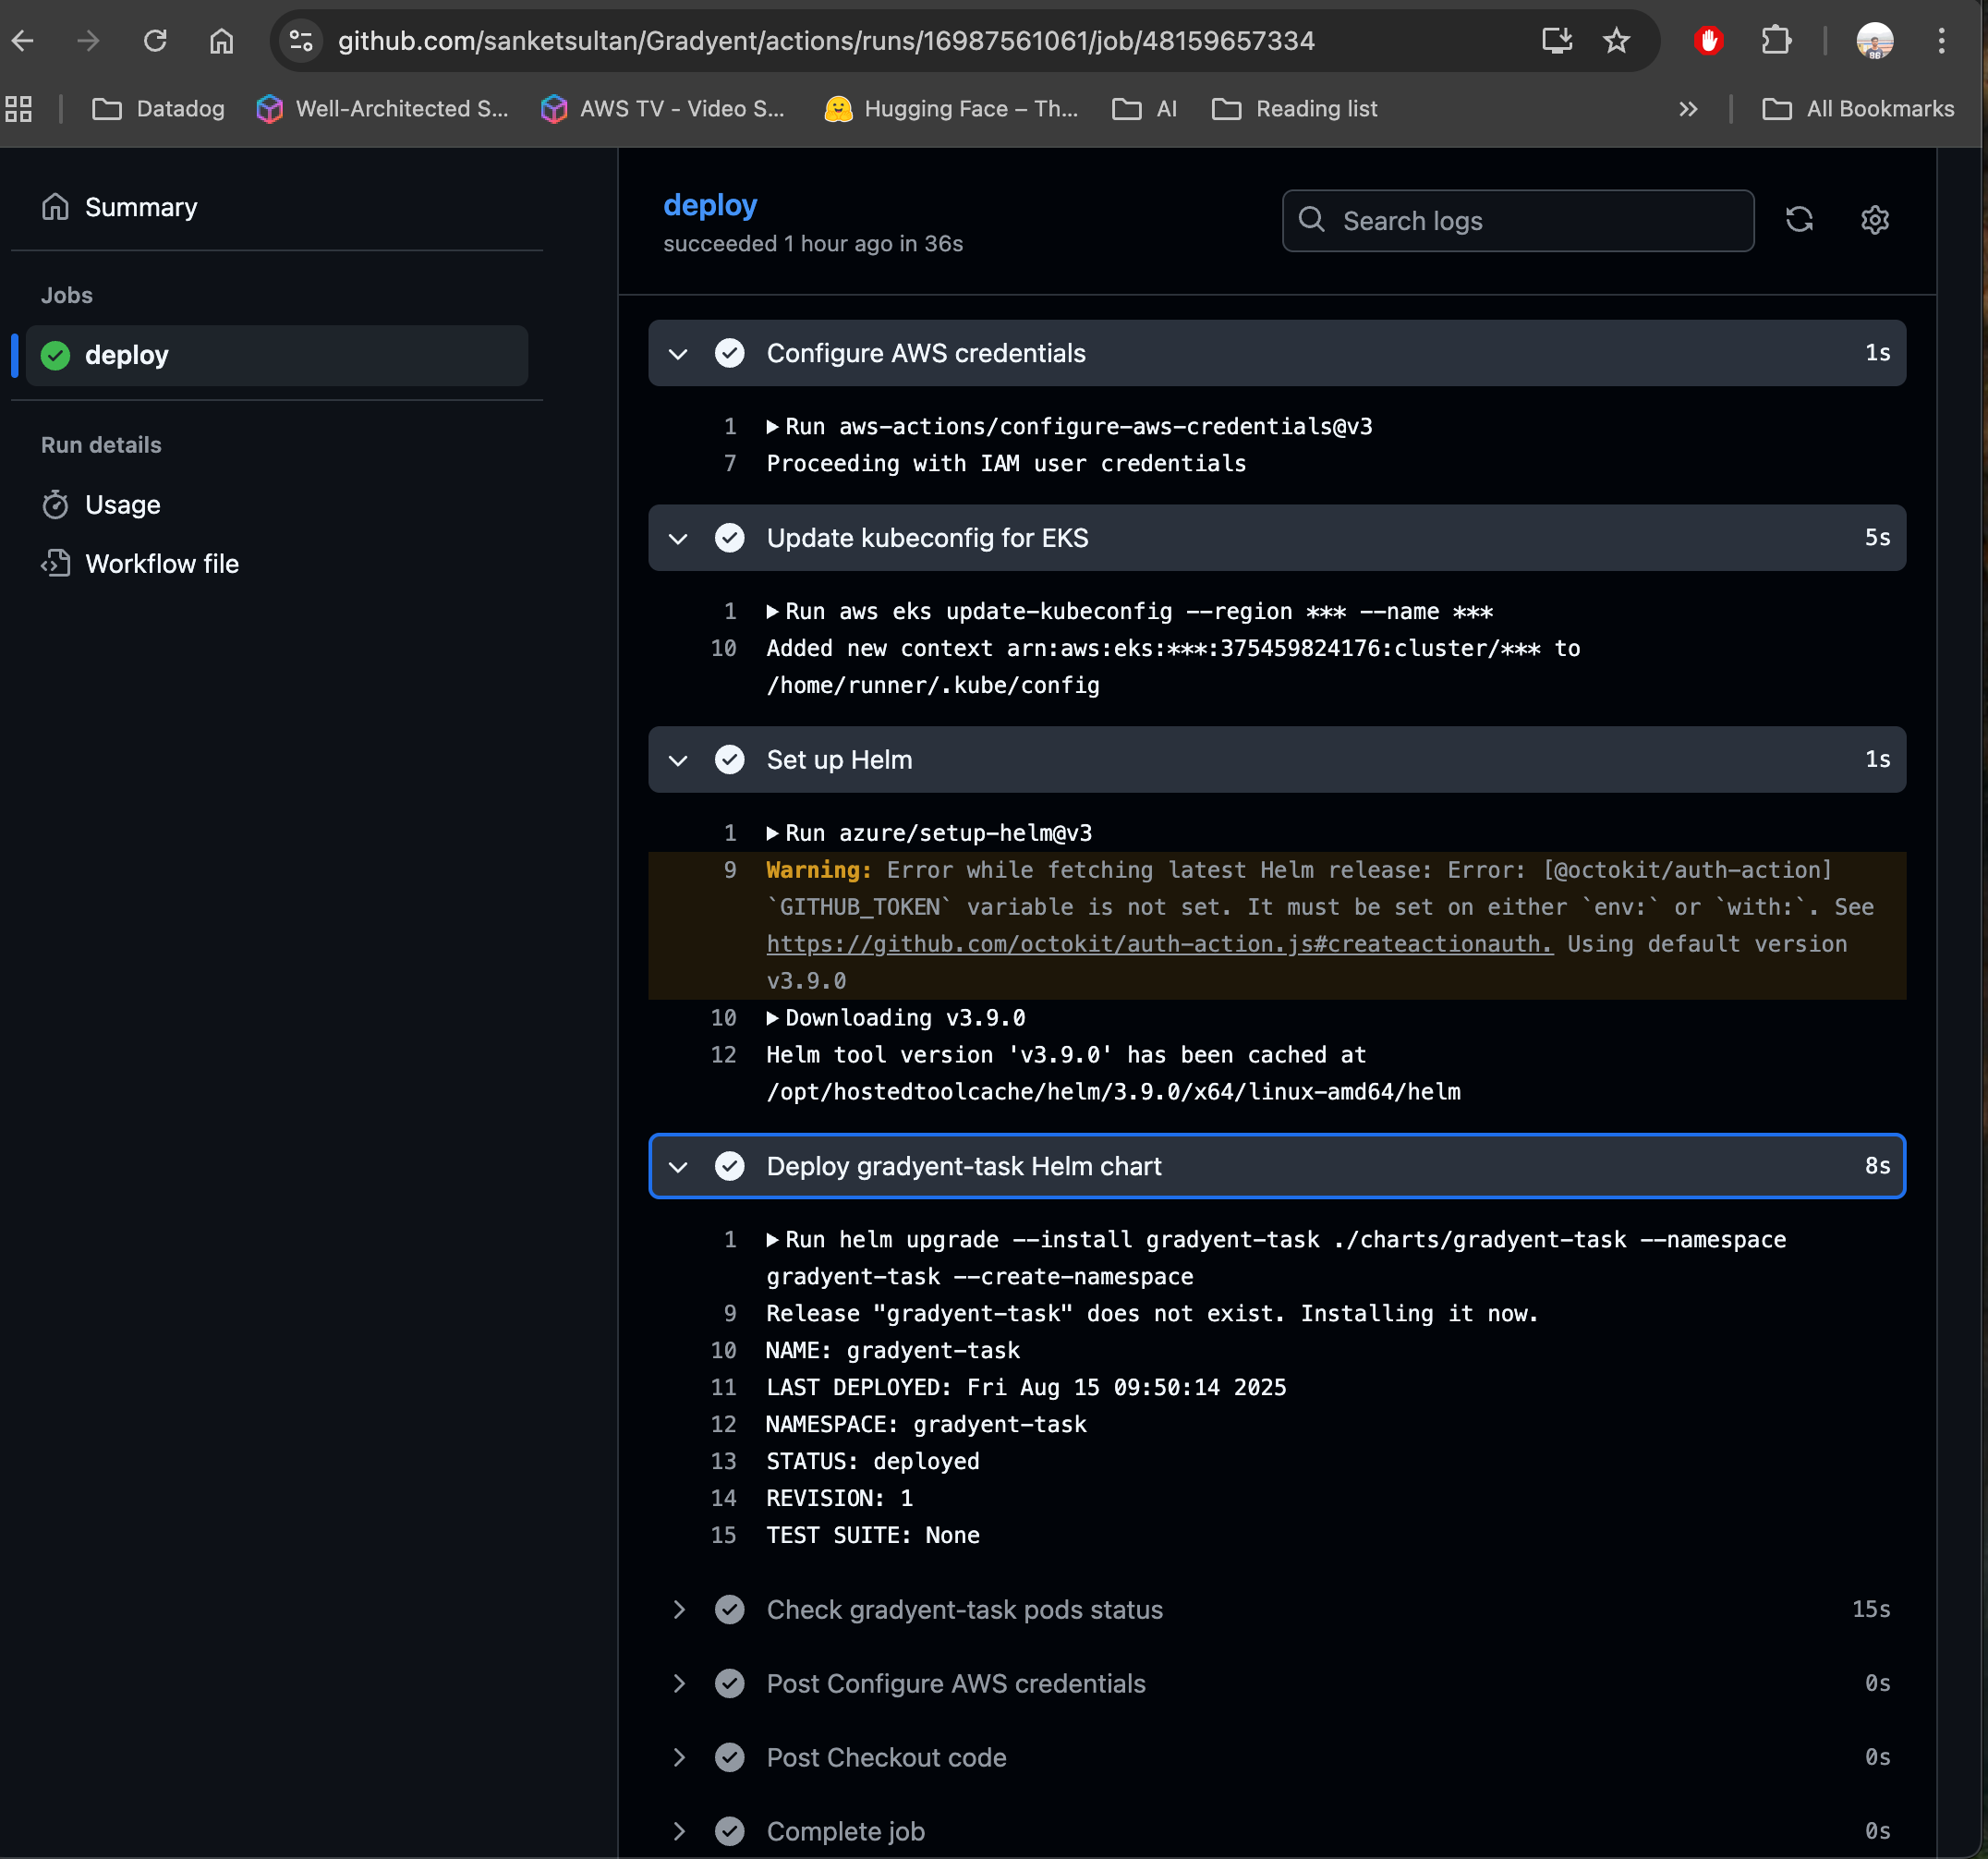 github.com/sanketsultan/Gradyent/actions/runs/16987561061/job/48159657334
Datadog
Well-Architected S...
AWS TV - Video S...
Hugging Face – Th...
AI
Reading list
All Bookmarks
Summary
Jobs
deploy
Run details
Usage
Workflow file
deploy
succeeded 1 hour ago in 36s
Search logs
Configure AWS credentials 1s
1 Run aws-actions/configure-aws-credentials@v3
7 Proceeding with IAM user credentials
Update kubeconfig for EKS 5s
1 Run aws eks update-kubeconfig --region *** --name ***
10 Added new context arn:aws:eks:***:375459824176:cluster/*** to
/home/runner/.kube/config
Set up Helm 1s
1 Run azure/setup-helm@v3
9 Warning: Error while fetching latest Helm release: Error: [@octokit/auth-action]
`GITHUB_TOKEN` variable is not set. It must be set on either `env:` or `with:`. See
https://github.com/octokit/auth-action.js#createactionauth. Using default version
v3.9.0
10 Downloading v3.9.0
12 Helm tool version 'v3.9.0' has been cached at
/opt/hostedtoolcache/helm/3.9.0/x64/linux-amd64/helm
Deploy gradyent-task Helm chart 8s
1 Run helm upgrade --install gradyent-task ./charts/gradyent-task --namespace
gradyent-task --create-namespace
9 Release "gradyent-task" does not exist. Installing it now.
10 NAME: gradyent-task
11 LAST DEPLOYED: Fri Aug 15 09:50:14 2025
12 NAMESPACE: gradyent-task
13 STATUS: deployed
14 REVISION: 1
15 TEST SUITE: None
Check gradyent-task pods status 15s
Post Configure AWS credentials 0s
Post Checkout code 0s
Complete job 0s